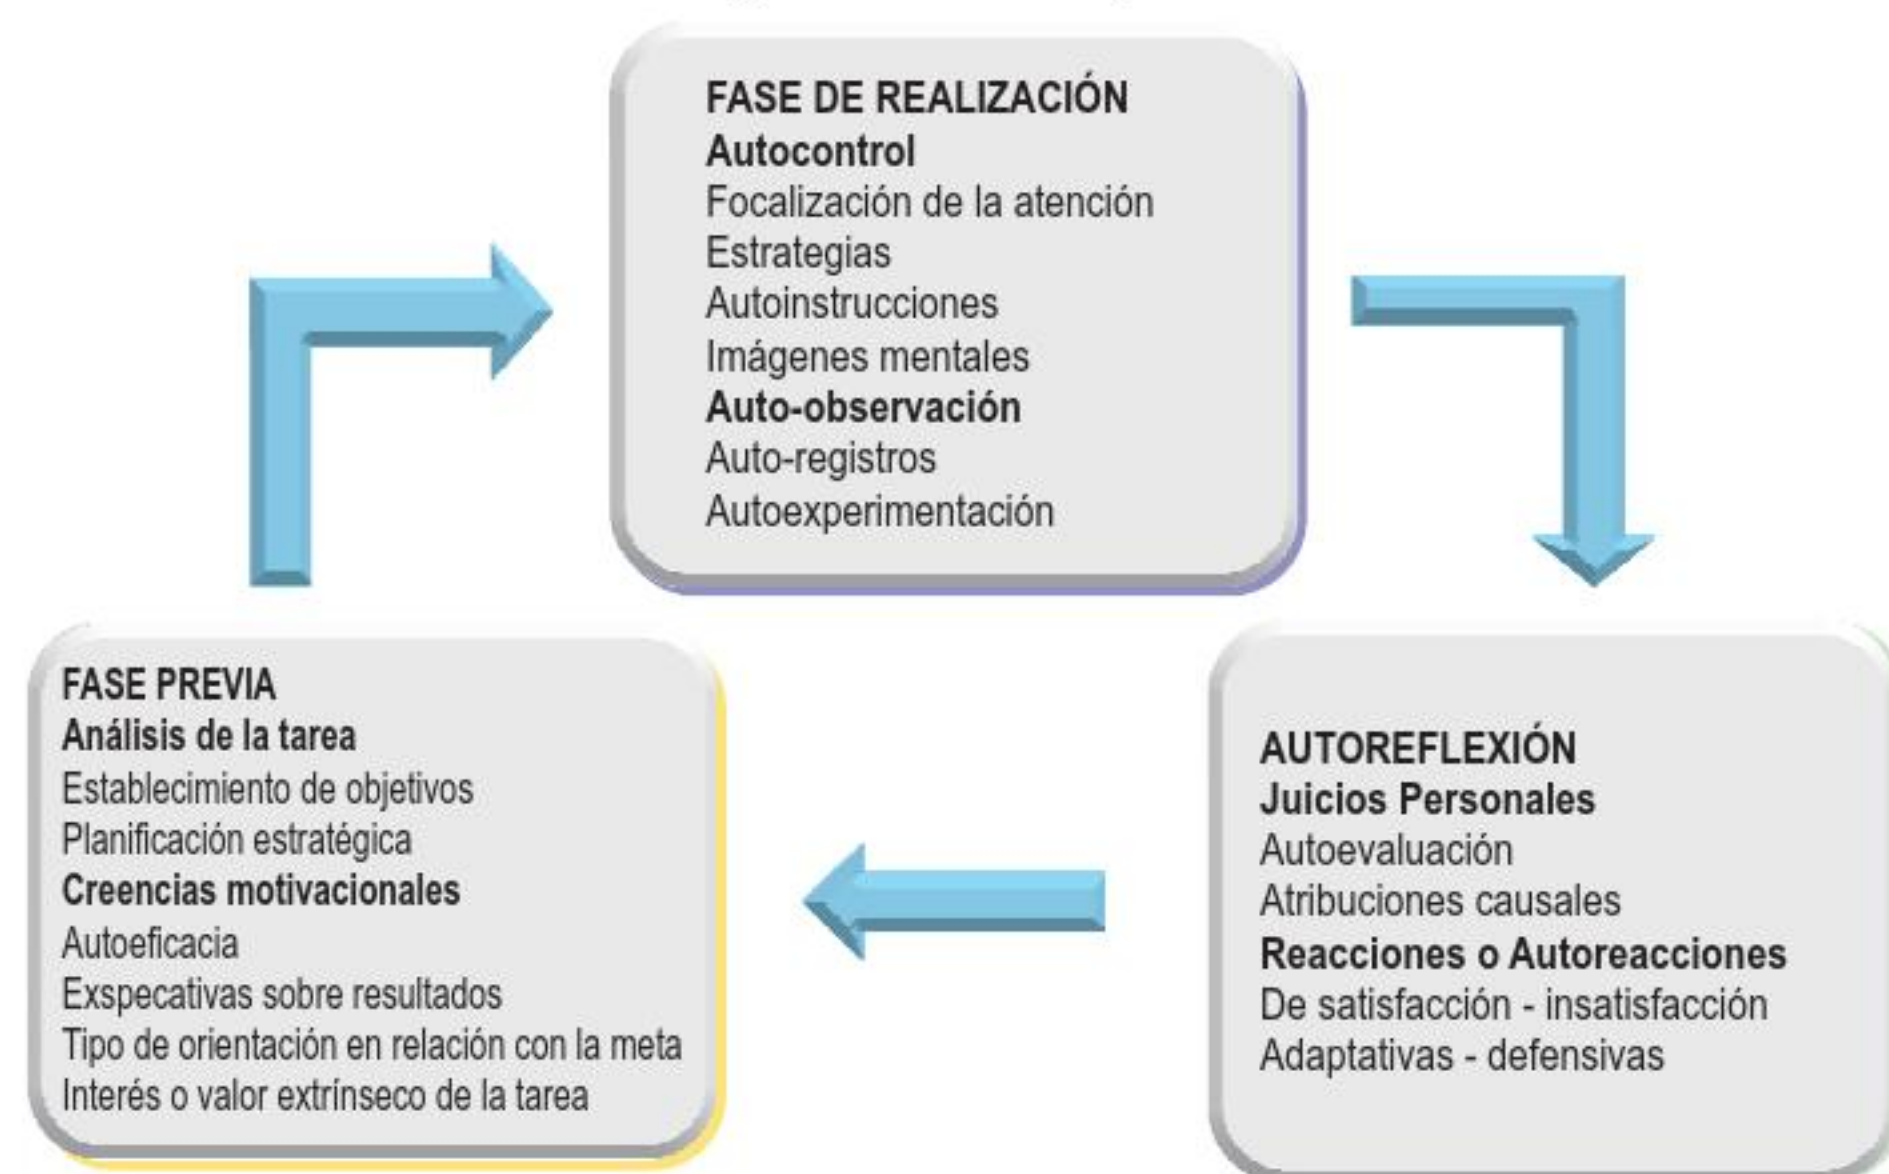 FASE DE REALIZACIÓN
Autocontrol
Focalización de la atención
Estrategias
Autoinstrucciones
Imágenes mentales
Auto-observación
Auto-registros
Autoexperimentación
FASE PREVIA
Análisis de la tarea
Establecimiento de objetivos
Planificación estratégica
Creencias motivacionales
Autoeficacia
Exspecativas sobre resultados
Tipo de orientación en relación con la meta
Interés o valor extrínseco de la tarea
AUTOREFLEXIÓN
Juicios Personales
Autoevaluación
Atribuciones causales
Reacciones o Autoreacciones
De satisfacción - insatisfacción
Adaptativas - defensivas